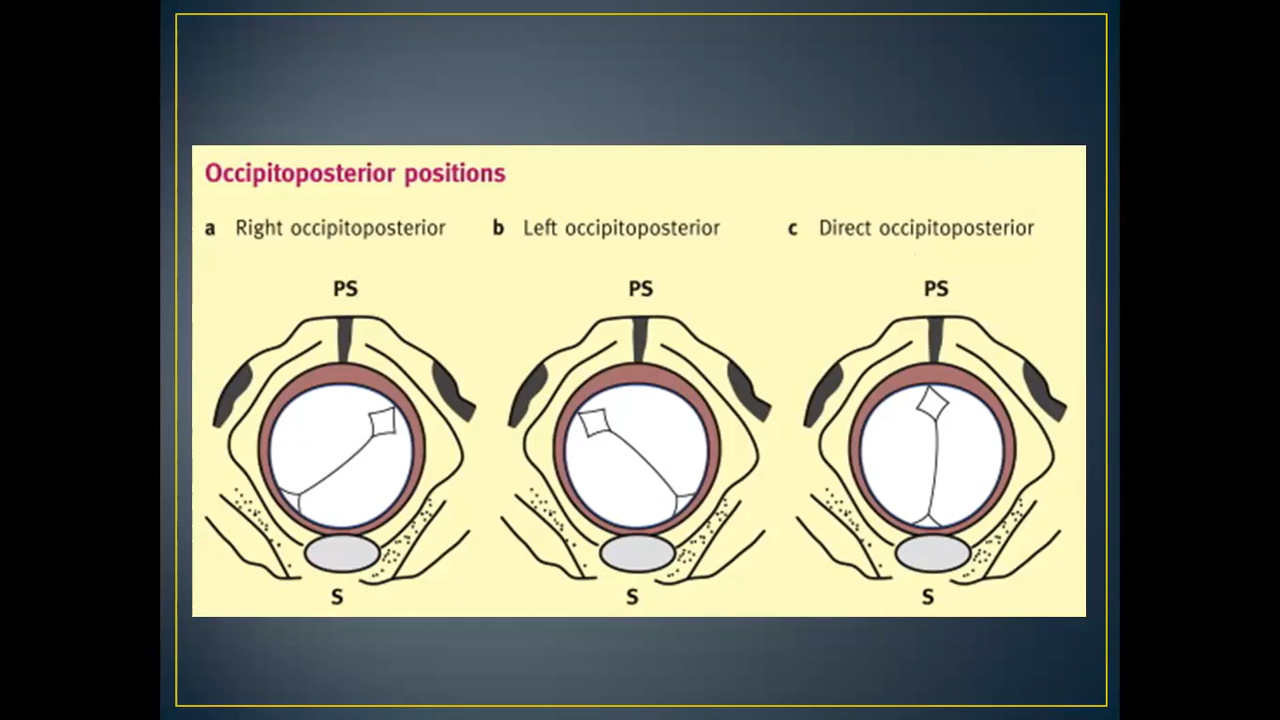 Occipitoposterior positions
a Right occipitoposterior b Left occipitoposterior c Direct occipitoposterior
PS PS PS
S S S